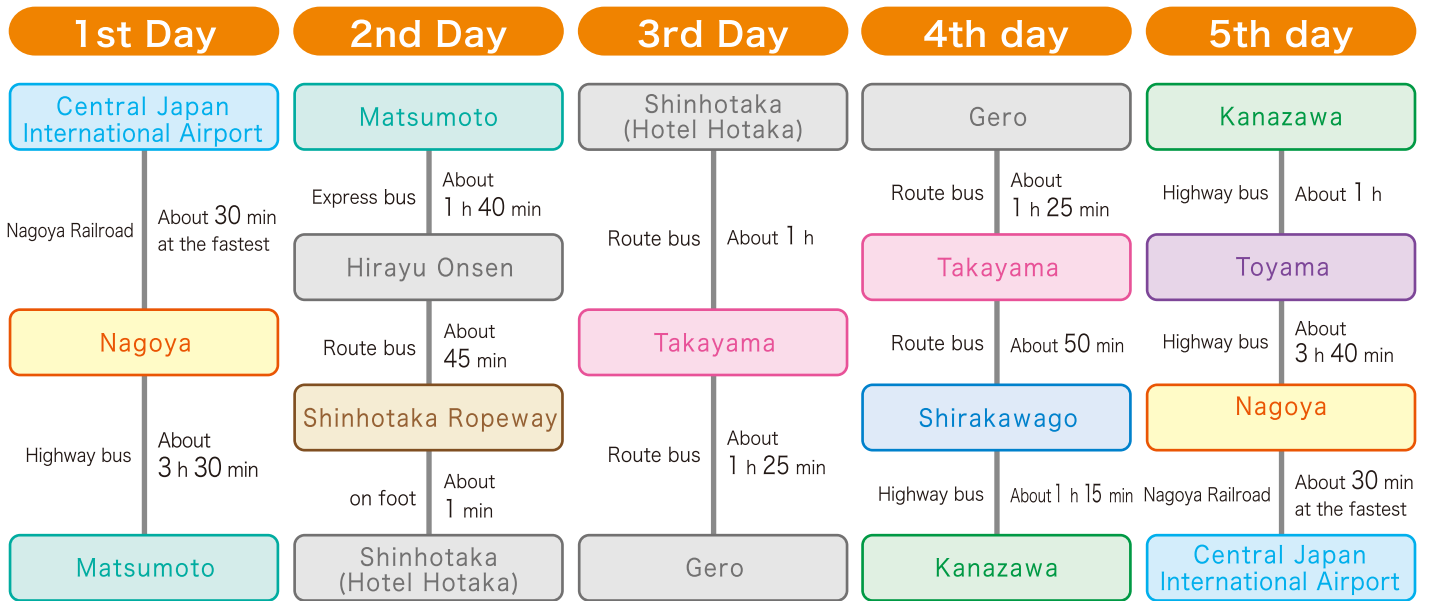 1st Day
Central Japan
International Airport
Nagoya Railroad
About 30 min
at the fastest
Nagoya
Highway bus
About
3 h 30 min
Matsumoto
2nd Day
Matsumoto
Express bus
About
1 h 40 min
Hirayu Onsen
Route bus
About
45 min
Shinhotaka Ropeway
on foot
About
1 min
Shinhotaka
(Hotel Hotaka)
3rd Day
Shinhotaka
(Hotel Hotaka)
Route bus
About 1 h
Takayama
Route bus
About
1 h 25 min
Gero
4th day
Gero
Route bus
About
1 h 25 min
Takayama
Route bus
About 50 min
Shirakawago
Highway bus
About 1 h 15 min
Kanazawa
5th day
Kanazawa
Highway bus
About 1 h
Toyama
Highway bus
About
3 h 40 min
Nagoya
Nagoya Railroad
About 30 min
at the fastest
Central Japan
International Airport